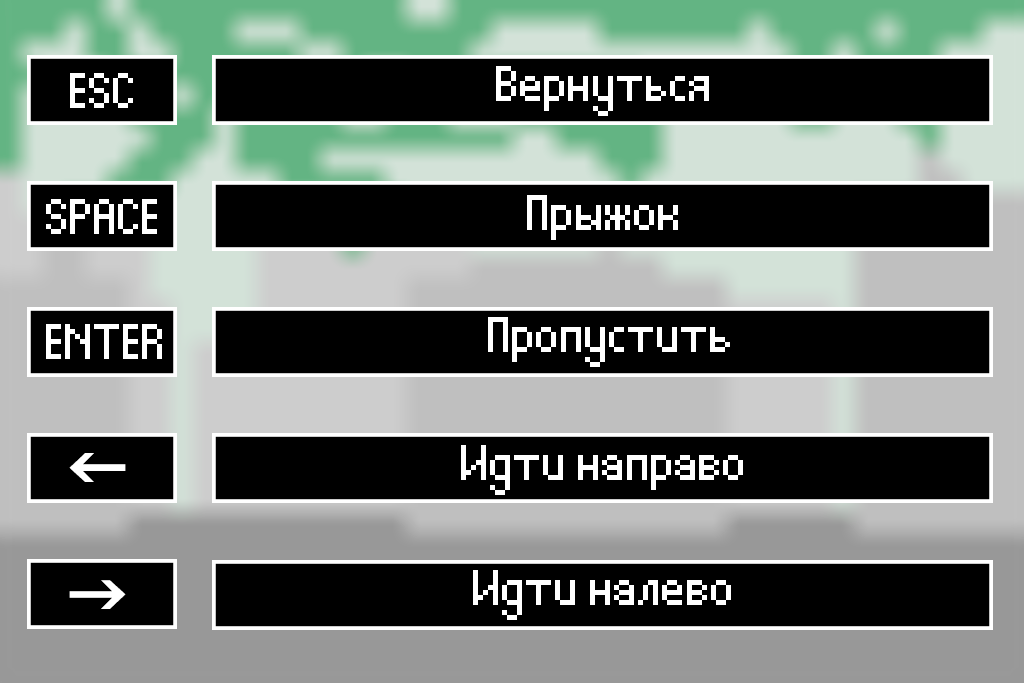 ESC Вернуться
SPACE Прыжок
ENTER Пропустить
← Идти направо
→ Идти налево